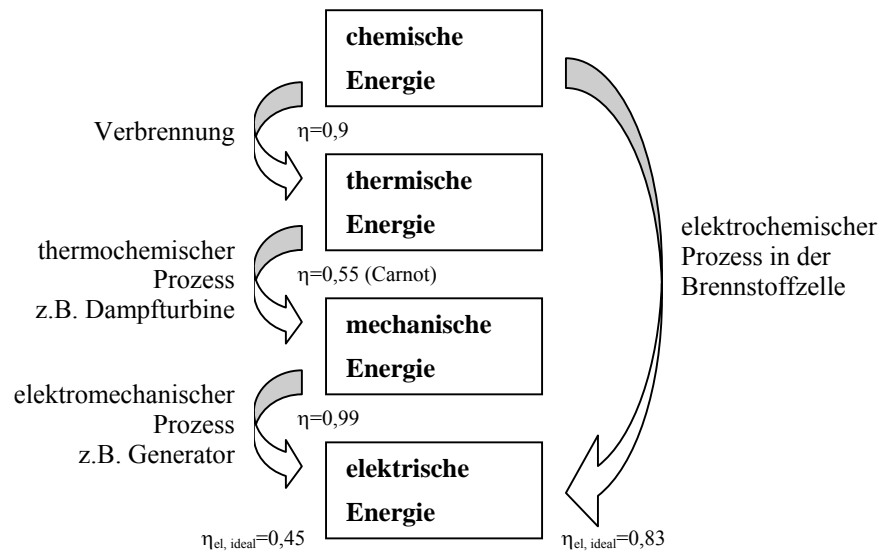 chemische
Energie
Verbrennung
η=0,9
thermische
Energie
thermochemischer
Prozess
z.B. Dampfturbine
η=0,55 (Carnot)
elektrochemischer
Prozess in der
Brennstoffzelle
mechanische
Energie
elektromechanischer
Prozess
z.B. Generator
η=0,99
elektrische
Energie
ηel, ideal=0,45
ηel, ideal=0,83